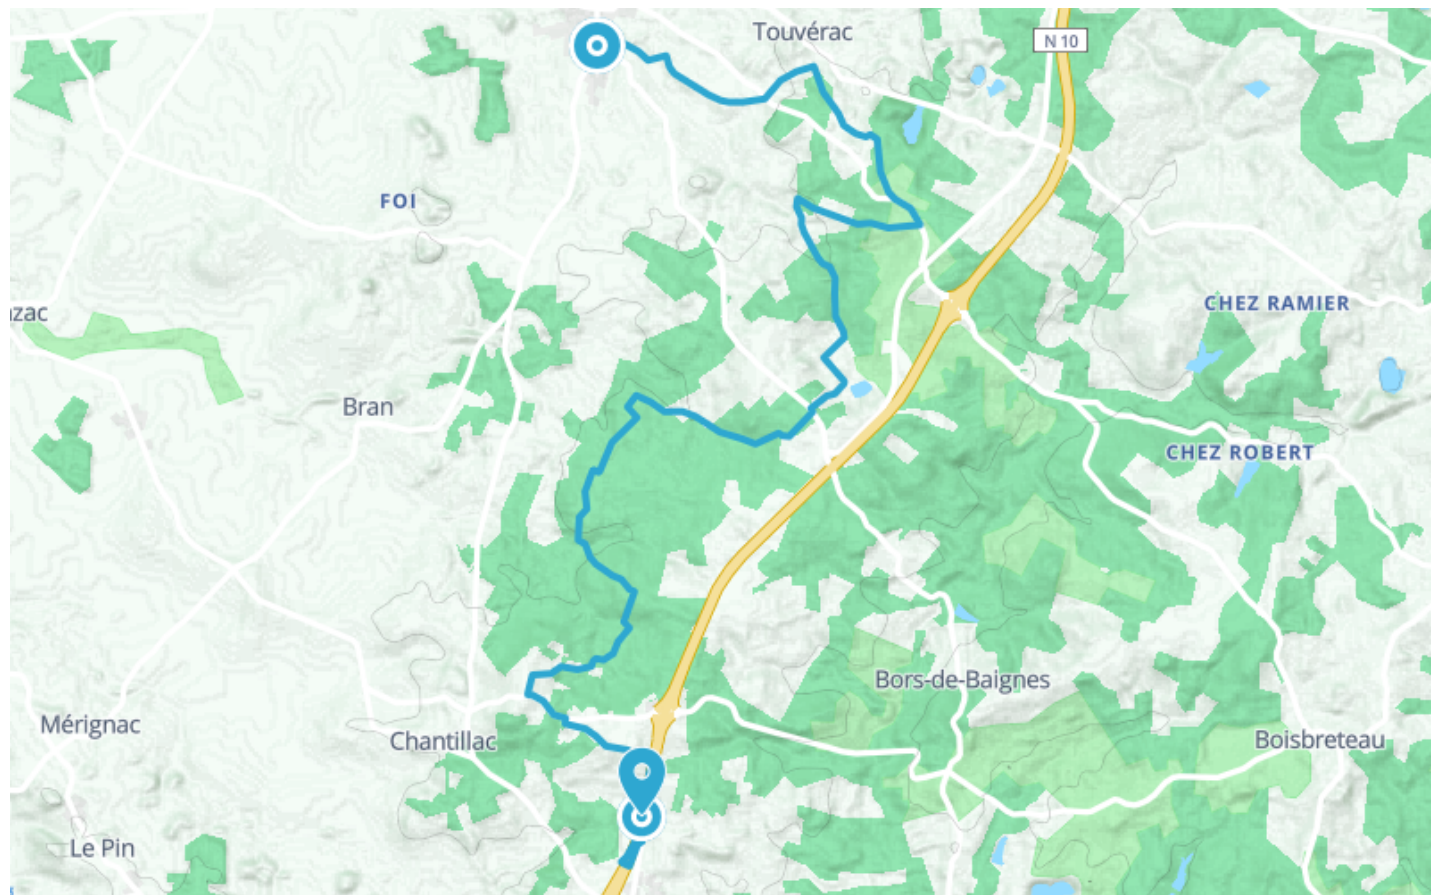 Touvérac
N 10
FOI
CHEZ RAMIER
zac
Bran
CHEZ ROBERT
Bors-de-Baignes
Mérignac
Chantillac
Boisbreteau
Le Pin